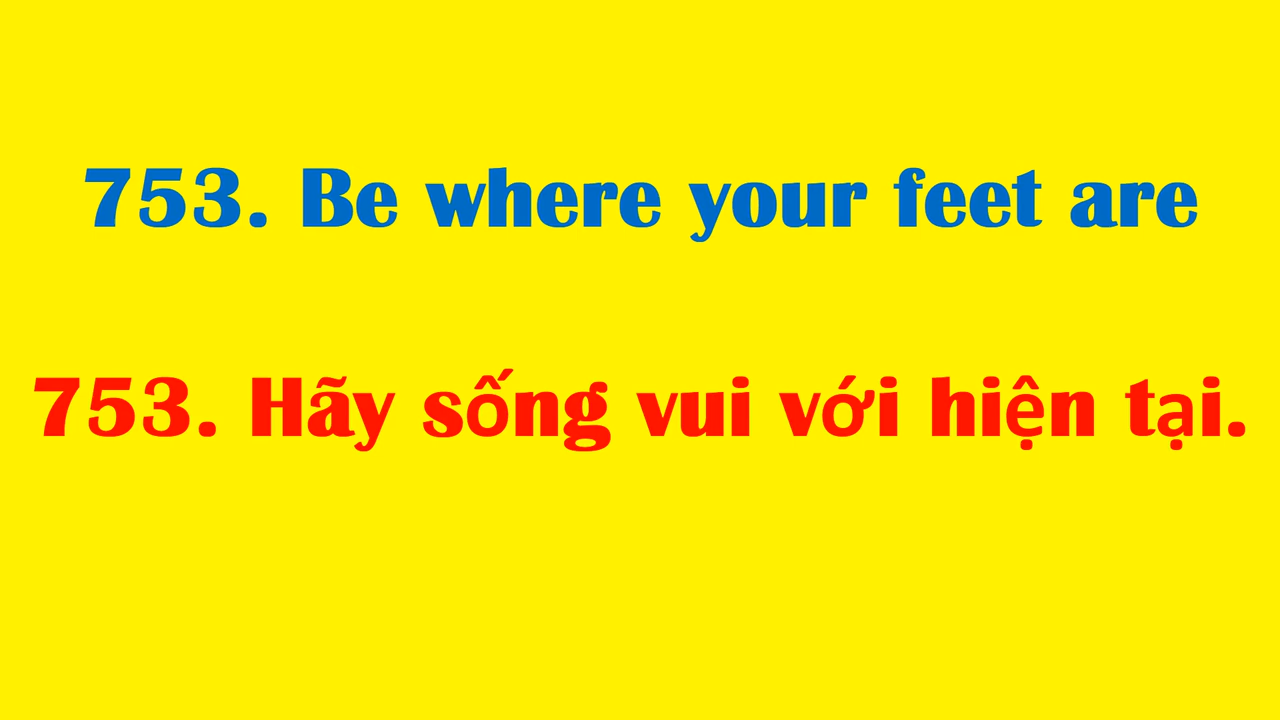 753. Be where your feet are
753. Hãy sống vui với hiện tại.